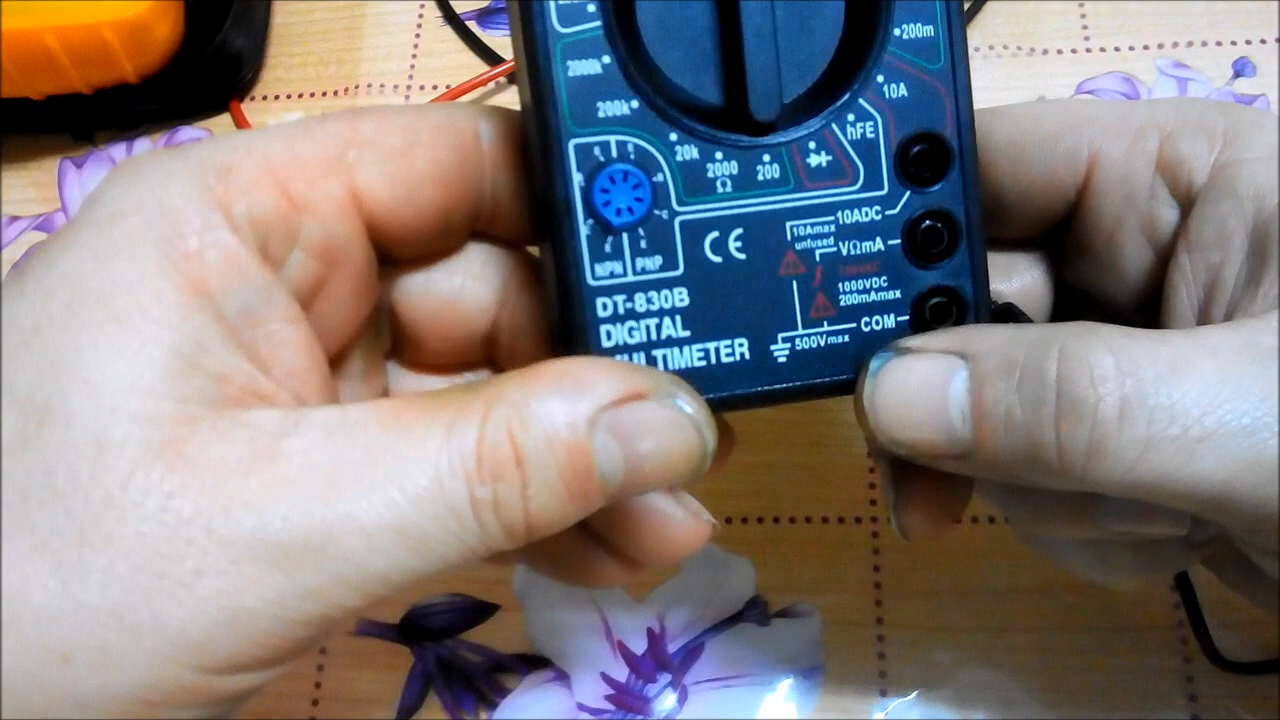 200m
2000k
10A
200k
hFE
20k
2000
Ω
200
10ADC
10Amax
unfused
VΩmA
CE
1000VDC
200mAmax
NPN
PNP
COM
500Vmax
DT-830B
DIGITAL
MULTIMETER